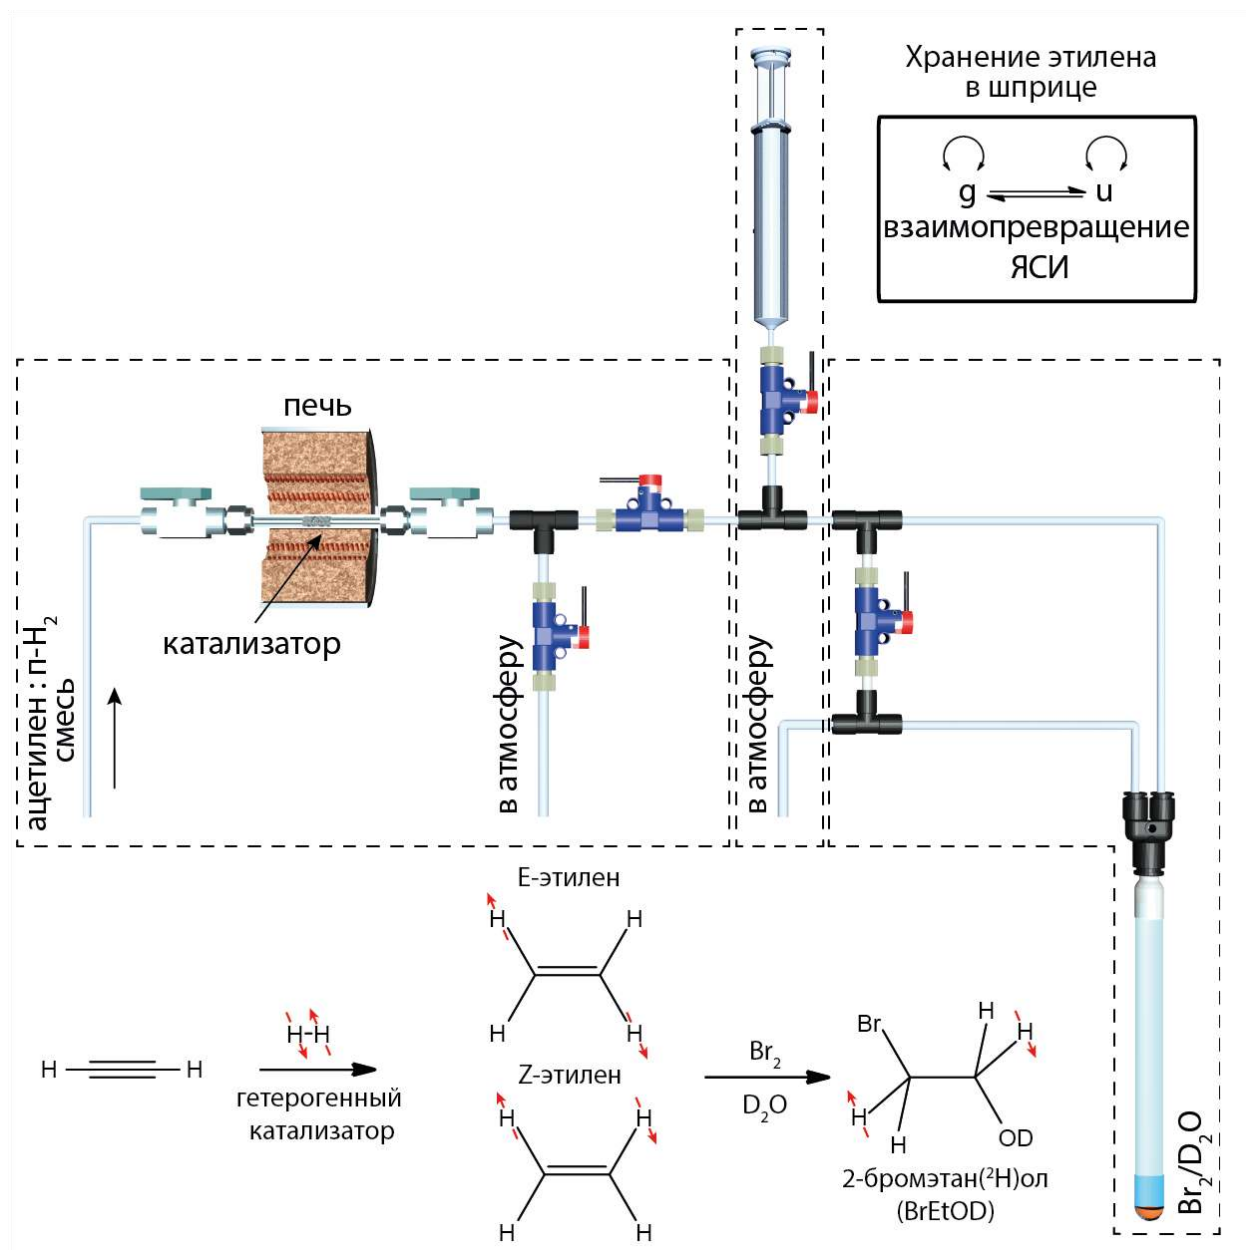 Хранение этилена
в шприце
g u
взаимопревращение
ЯСИ
печь
катализатор
ацетилен : п-H2
смесь
в атмосферу
в атмосферу
E-этилен
H H
H H
H-H
H H
гетерогенный
катализатор
Z-этилен
H H
H H
Br2
D2O
Br H H
H H OD
2-бромэтан(²H)ол
(BrEtOD)
Br2/D2O